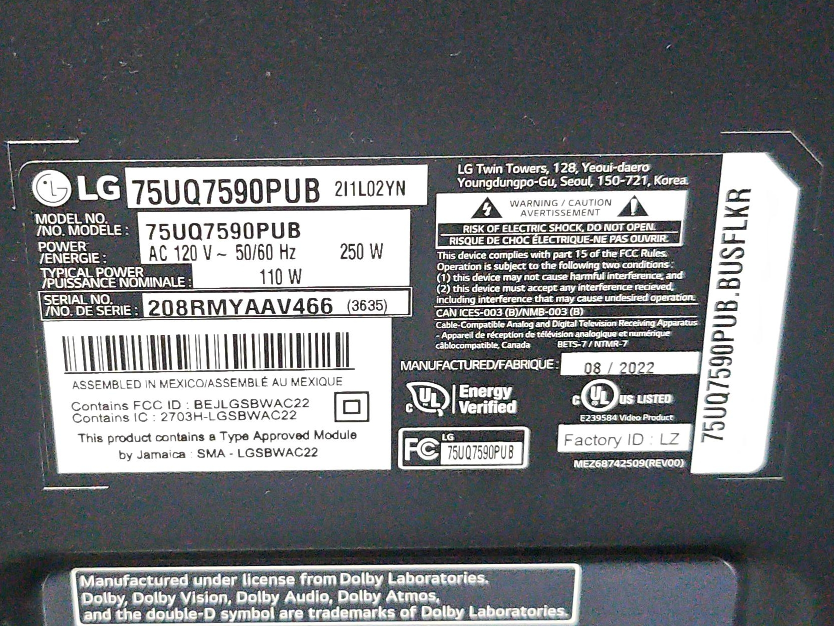 LG 75UQ7590PUB 2I1L02YN
MODEL NO.
/NO. MODÈLE : 75UQ7590PUB
POWER
/ÉNERGIE : AC 120 V ~ 50/60 Hz 250 W
TYPICAL POWER
/PUISSANCE NOMINALE : 110 W
SERIAL NO.
/NO. DE SERIE : 208RMYAAV466 (3635)
ASSEMBLED IN MEXICO/ASSEMBLÉ AU MEXIQUE
Contains FCC ID : BEJLGSBWAC22
Contains IC : 2703H-LGSBWAC22
This product contains a Type Approved Module
by Jamaica : SMA - LGSBWAC22
LG Twin Towers, 128, Yeoui-daero
Youngdungpo-Gu, Seoul, 150-721, Korea.
WARNING / CAUTION
AVERTISSEMENT
RISK OF ELECTRIC SHOCK, DO NOT OPEN.
RISQUE DE CHOC ÉLECTRIQUE-NE PAS OUVRIR.
This device complies with part 15 of the FCC Rules.
Operation is subject to the following two conditions :
(1) this device may not cause harmful interference, and
(2) this device must accept any interference recieved,
including interference that may cause undesired operation.
CAN ICES-003 (B)/NMB-003 (B)
Cable-Compatible Analog and Digital Television Receiving Apparatus
- Appareil de réception de télévision analogique et numérique
câblocompatible, Canada BETS-7 / NTMR-7
MANUFACTURED/FABRIQUÉ : 08 / 2022
C UL Energy
Verified
C UL US LISTED
E239584 Video Product
FC LG
75UQ7590PUB
Factory ID : LZ
MEZ68742509(REV00)
75UQ7590PUB.BUSFLKR
Manufactured under license from Dolby Laboratories.
Dolby, Dolby Vision, Dolby Audio, Dolby Atmos,
and the double-D symbol are trademarks of Dolby Laboratories.